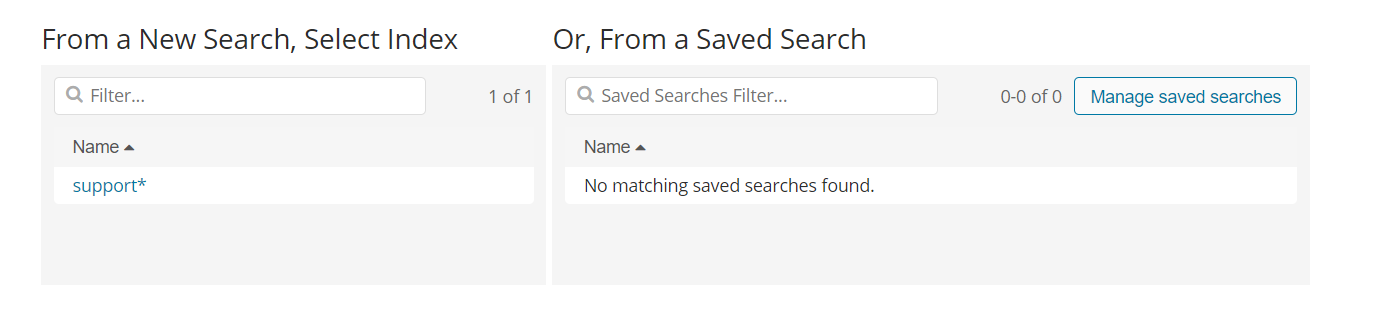 From a New Search, Select Index
Filter...
1 of 1
Name
support*
Or, From a Saved Search
Saved Searches Filter...
0-0 of 0
Manage saved searches
Name
No matching saved searches found.